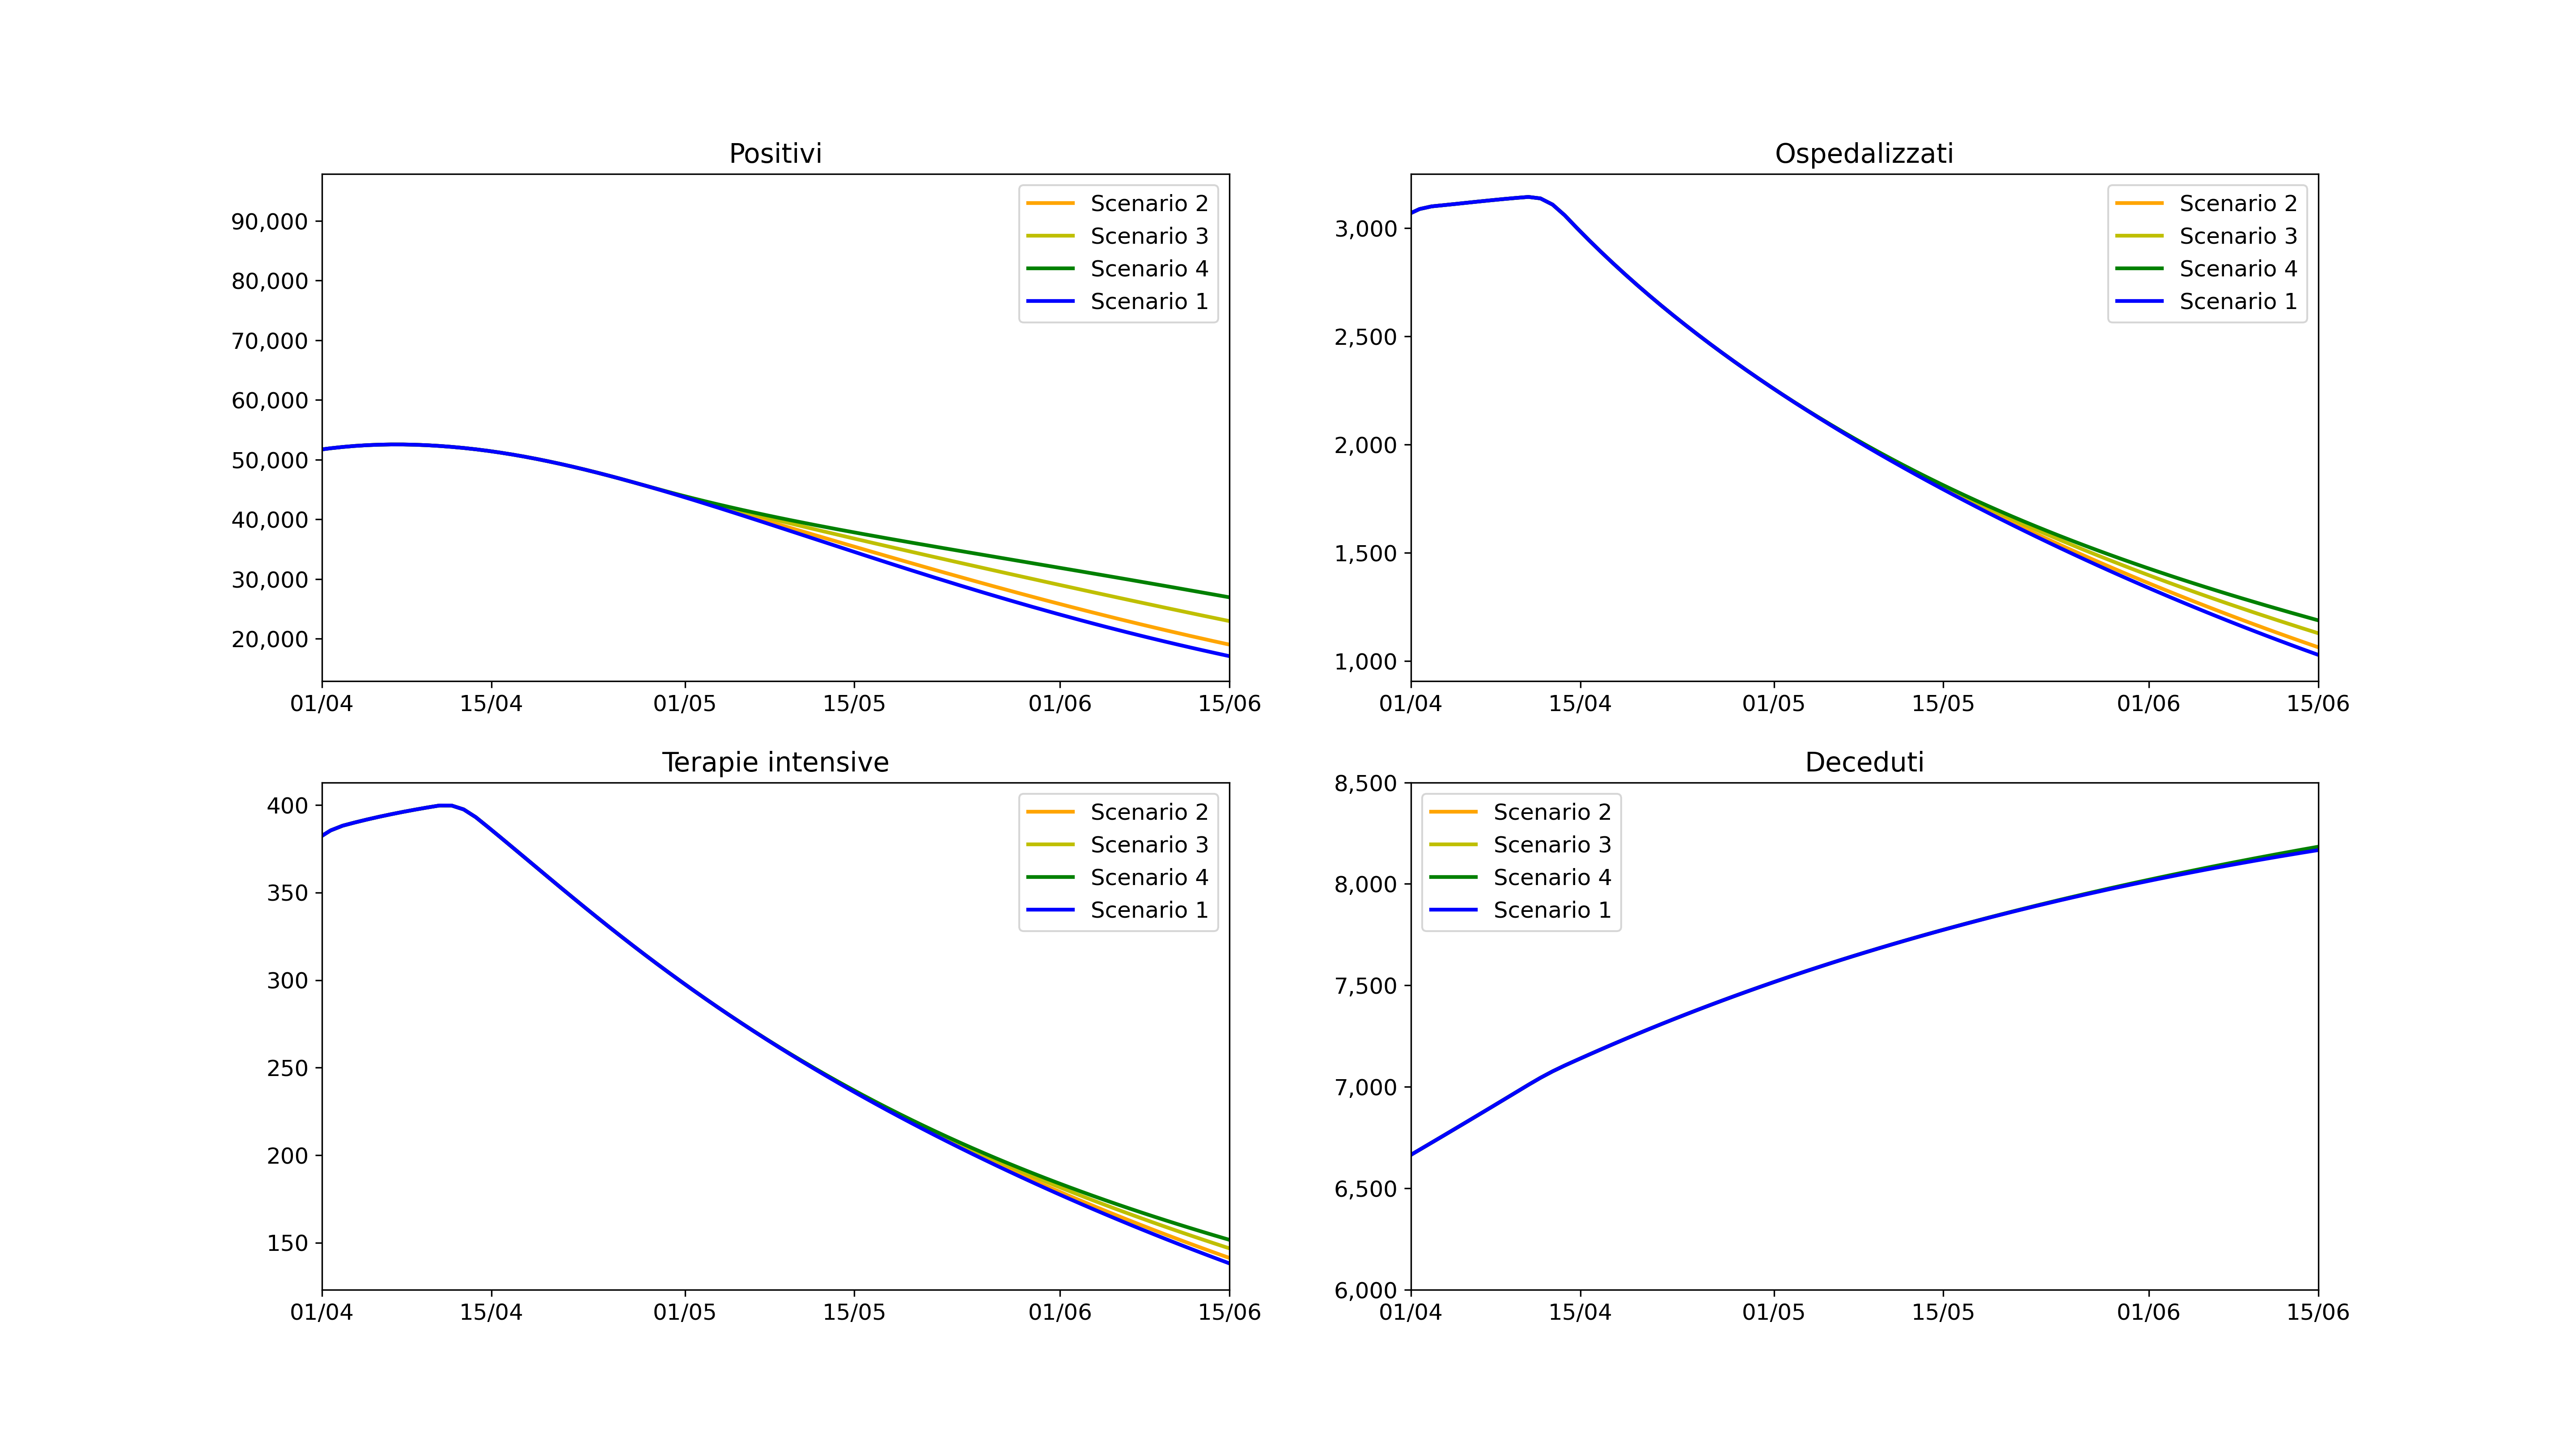 Positivi
90,000
80,000
70,000
60,000
50,000
40,000
30,000
20,000
01/04 15/04 01/05 15/05 01/06 15/06
Scenario 2
Scenario 3
Scenario 4
Scenario 1
Ospedalizzati
3,000
2,500
2,000
1,500
1,000
01/04 15/04 01/05 15/05 01/06 15/06
Scenario 2
Scenario 3
Scenario 4
Scenario 1
Terapie intensive
400
350
300
250
200
150
01/04 15/04 01/05 15/05 01/06 15/06
Scenario 2
Scenario 3
Scenario 4
Scenario 1
Deceduti
8,500
8,000
7,500
7,000
6,500
6,000
01/04 15/04 01/05 15/05 01/06 15/06
Scenario 2
Scenario 3
Scenario 4
Scenario 1